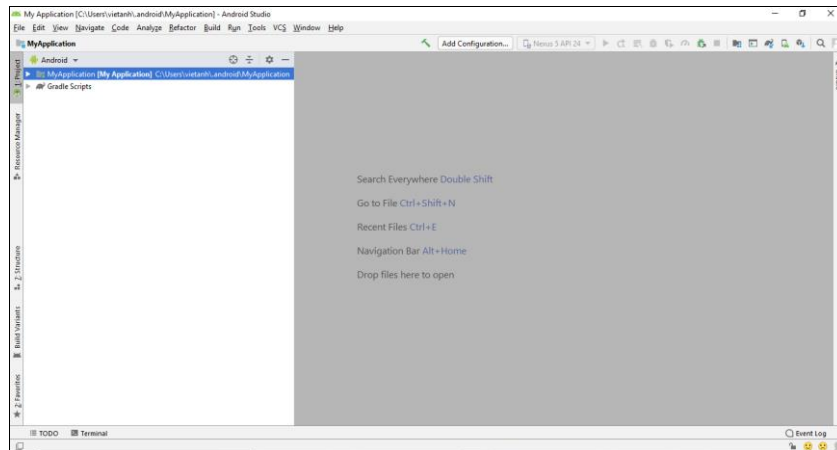 My Application [C:\Users\vietanh\.android\MyApplication] - Android Studio
File Edit View Navigate Code Analyze Refactor Build Run Tools VCS Window Help
MyApplication
Add Configuration...
Nexus 5 API 24
Android
1: Project
MyApplication [My Application] C:\Users\vietanh\.android\MyApplication
Gradle Scripts
Resource Manager
Search Everywhere Double Shift
Go to File Ctrl+Shift+N
Recent Files Ctrl+E
Navigation Bar Alt+Home
Drop files here to open
7: Structure
Build Variants
2: Favorites
TODO
Terminal
Event Log